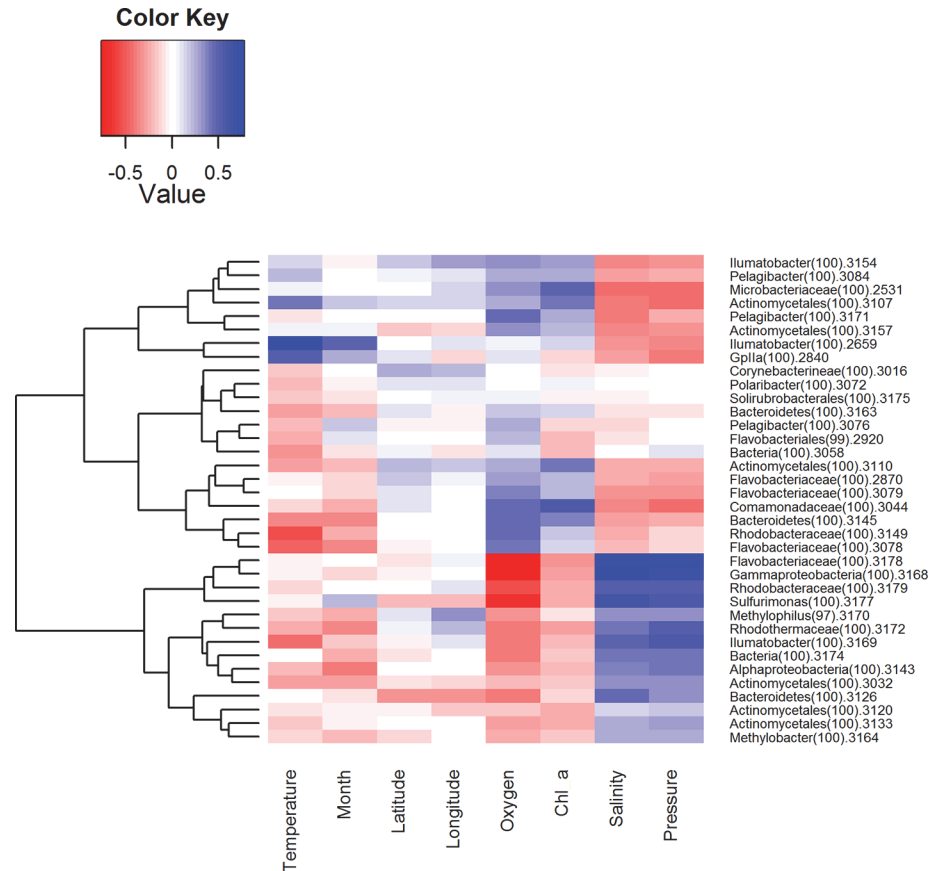 Color Key
-0.5 0 0.5
Value
Ilumatobacter(100).3154
Pelagibacter(100).3084
Microbacteriaceae(100).2531
Actinomycetales(100).3107
Pelagibacter(100).3171
Actinomycetales(100).3157
Ilumatobacter(100).2659
GpIIa(100).2840
Corynebacterineae(100).3016
Polaribacter(100).3072
Solirubrobacterales(100).3175
Bacteroidetes(100).3163
Pelagibacter(100).3076
Flavobacteriales(99).2920
Bacteria(100).3058
Actinomycetales(100).3110
Flavobacteriaceae(100).2870
Flavobacteriaceae(100).3079
Comamonadaceae(100).3044
Bacteroidetes(100).3145
Rhodobacteraceae(100).3149
Flavobacteriaceae(100).3078
Flavobacteriaceae(100).3178
Gammaproteobacteria(100).3168
Rhodobacteraceae(100).3179
Sulfurimonas(100).3177
Methylophilus(97).3170
Rhodothermaceae(100).3172
Ilumatobacter(100).3169
Bacteria(100).3174
Alphaproteobacteria(100).3143
Actinomycetales(100).3032
Bacteroidetes(100).3126
Actinomycetales(100).3120
Actinomycetales(100).3133
Methylobacter(100).3164
Temperature
Month
Latitude
Longitude
Oxygen
Chl a
Salinity
Pressure